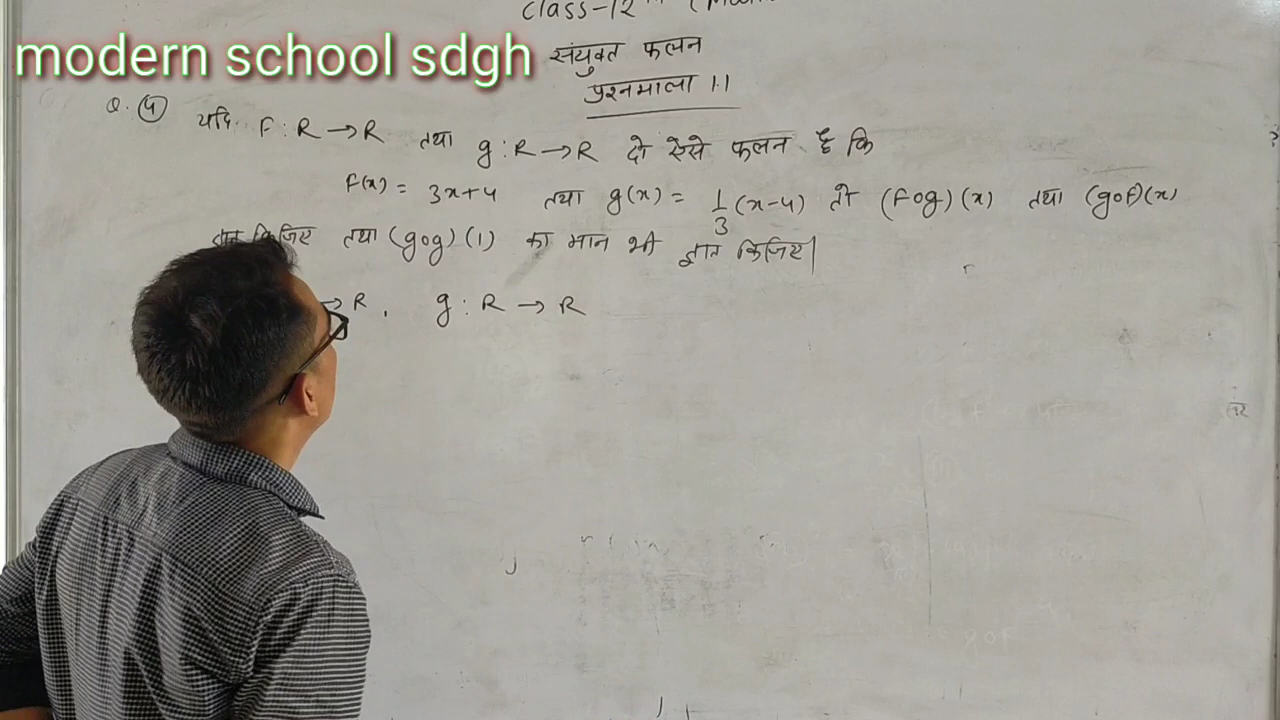 class-12th
modern school sdgh
संयुक्त फलन
प्रश्नमाला 1.1
Q. (4) यदि F : R → R तथा g : R → R दो ऐसे फलन है कि
F(x) = 3x+4 तथा g(x) = 1/3 (x-4) तो (Fog)(x) तथा (goF)(x)
ज्ञात किजिए तथा (gog)(1) का मान भी ज्ञात किजिए।
→ R . g : R → R